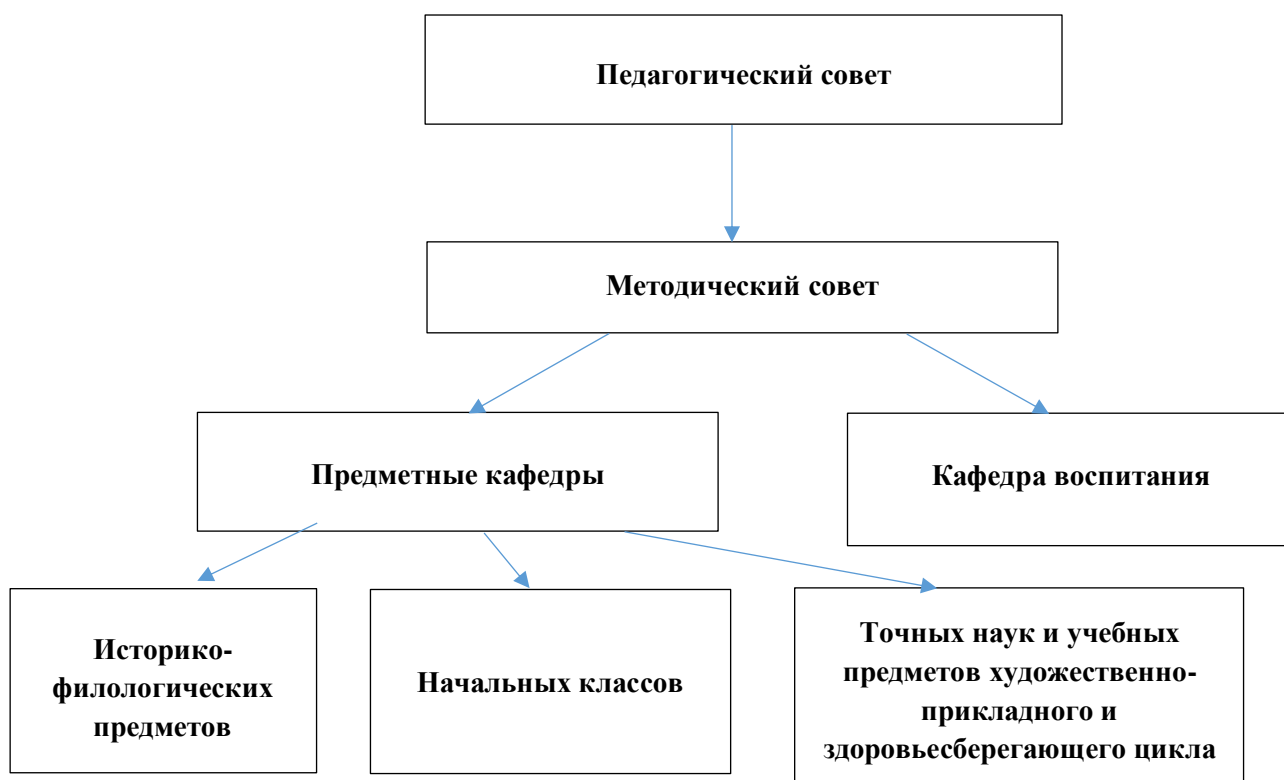 Педагогический совет
Методический совет
Предметные кафедры
Кафедра воспитания
Историко-
филологических
предметов
Начальных классов
Точных наук и учебных
предметов художественно-
прикладного и
здоровьесберегающего цикла